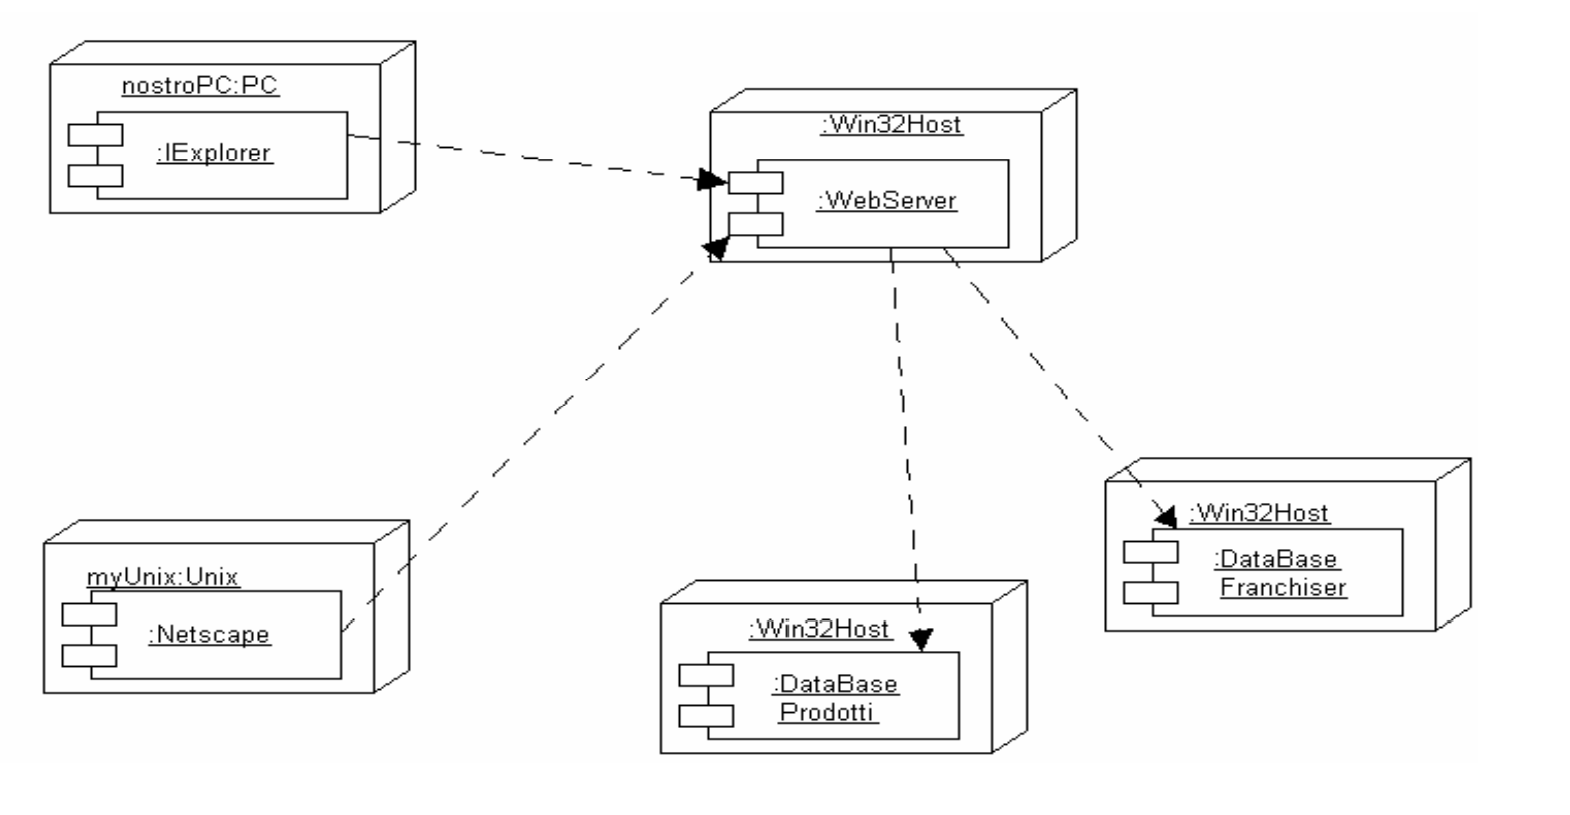 nostroPC:PC
:IExplorer
:Win32Host
:WebServer
myUnix:Unix
:Netscape
:Win32Host
:DataBase
Prodotti
:Win32Host
:DataBase
Franchiser